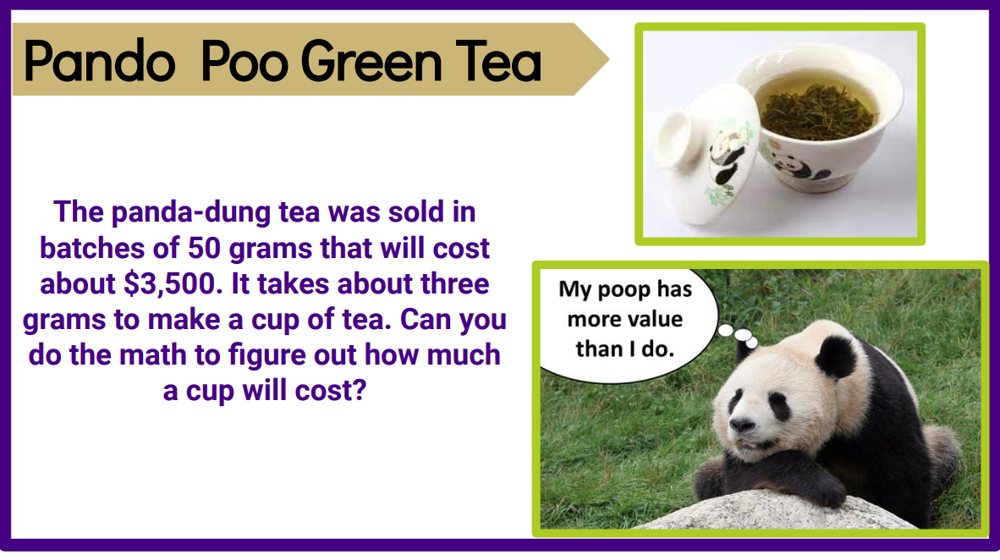 Pando Poo Green Tea
The panda-dung tea was sold in
batches of 50 grams that will cost
about $3,500. It takes about three
grams to make a cup of tea. Can you
do the math to figure out how much
a cup will cost?
My poop has
more value
than I do.